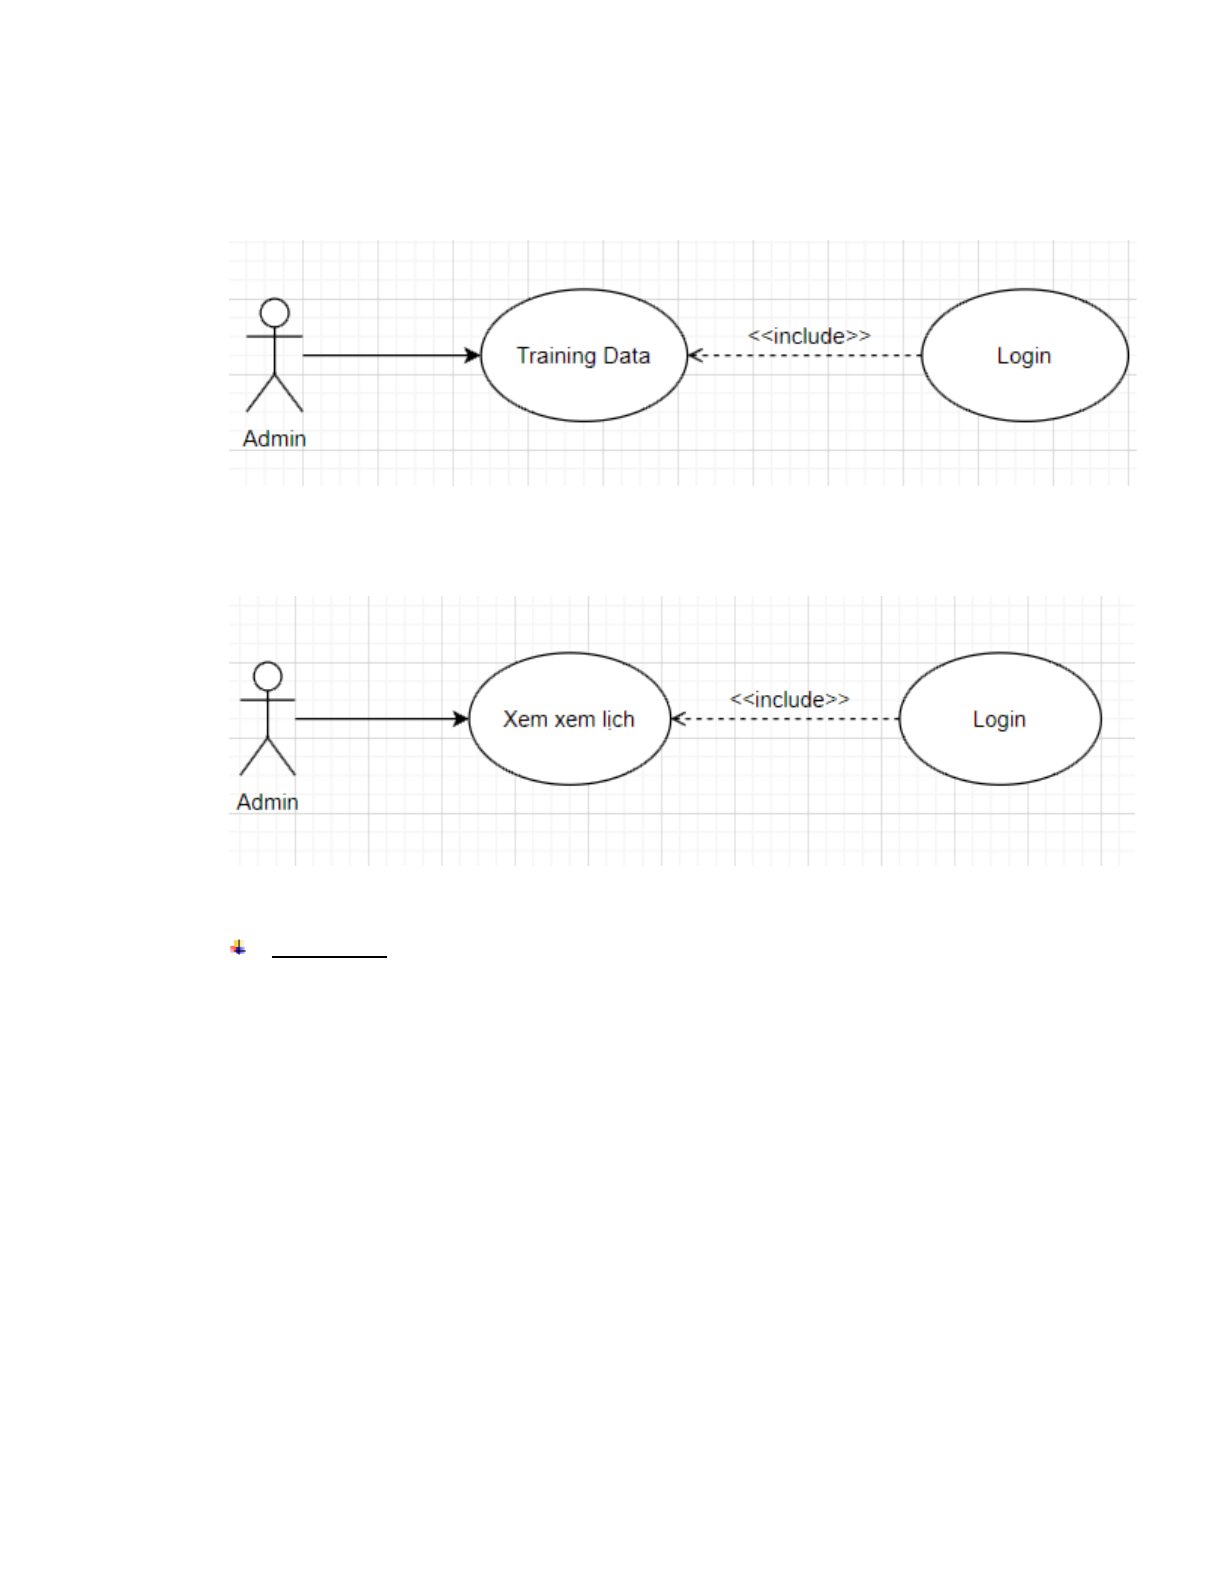 <<include>>
Training Data
Login
Admin
<<include>>
Xem xem lịch
Login
Admin